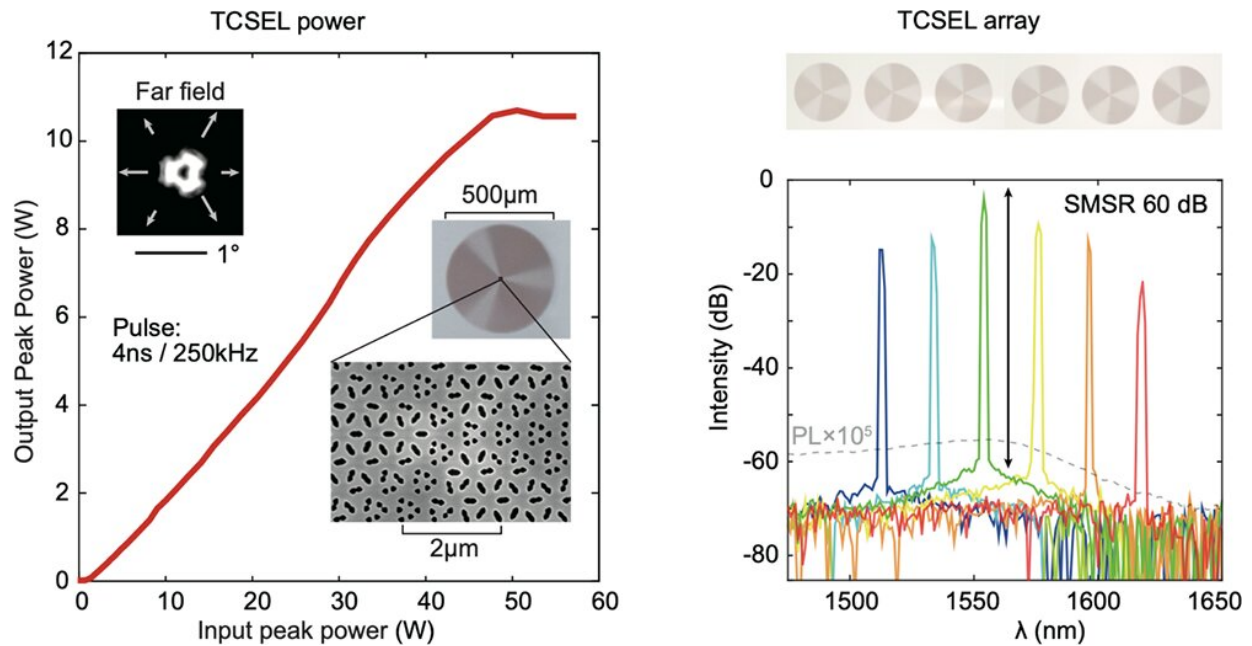 TCSEL power
12
10
8
6
4
2
0
Output Peak Power (W)
Far field
1°
500µm
Pulse:
4ns / 250kHz
2µm
0 10 20 30 40 50 60
Input peak power (W)
TCSEL array
0
-20
-40
-60
-80
Intensity (dB)
SMSR 60 dB
PL×10⁵
1500 1550 1600 1650
λ (nm)